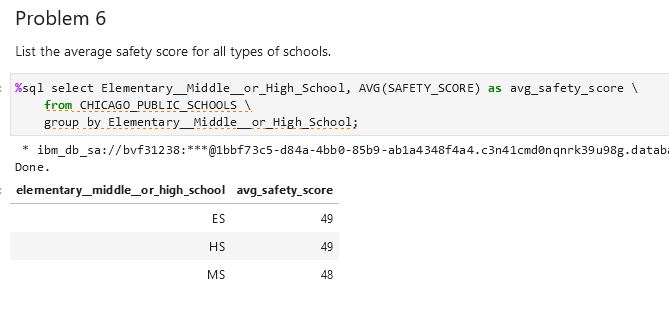 Problem 6
List the average safety score for all types of schools.
%sql select Elementary__Middle__or_High_School, AVG(SAFETY_SCORE) as avg_safety_score \
from CHICAGO_PUBLIC_SCHOOLS \
group by Elementary__Middle__or_High_School;
* ibm_db_sa://bvf31238:***@1bbf73c5-d84a-4bb0-85b9-ab1a4348f4a4.c3n41cmd0nqnrk39u98g.databa
Done.
elementary__middle__or_high_school avg_safety_score
ES 49
HS 49
MS 48